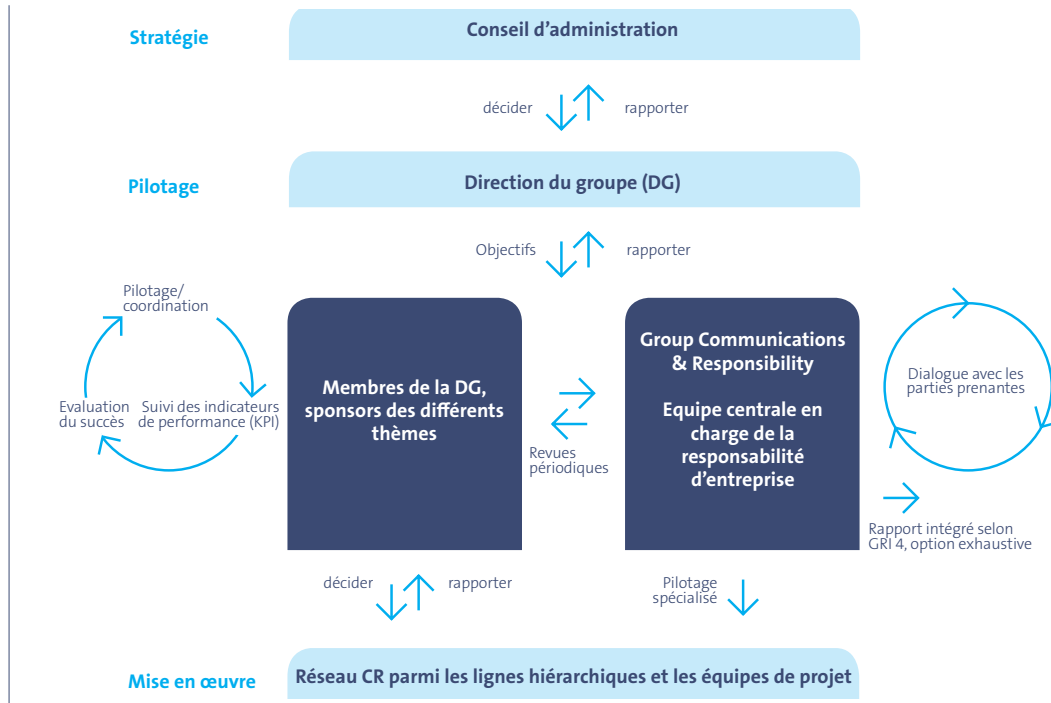 Stratégie
Conseil d’administration
décider
rapporter
Pilotage
Direction du groupe (DG)
Objectifs
rapporter
Pilotage/
coordination
Evaluation
du succès
Suivi des indicateurs
de performance (KPI)
Membres de la DG,
sponsors des différents
thèmes
Revues
périodiques
Group Communications
& Responsibility
Equipe centrale en
charge de la
responsabilité
d’entreprise
Dialogue avec les
parties prenantes
Rapport intégré selon
GRI 4, option exhaustive
décider
rapporter
Pilotage
spécialisé
Mise en œuvre
Réseau CR parmi les lignes hiérarchiques et les équipes de projet